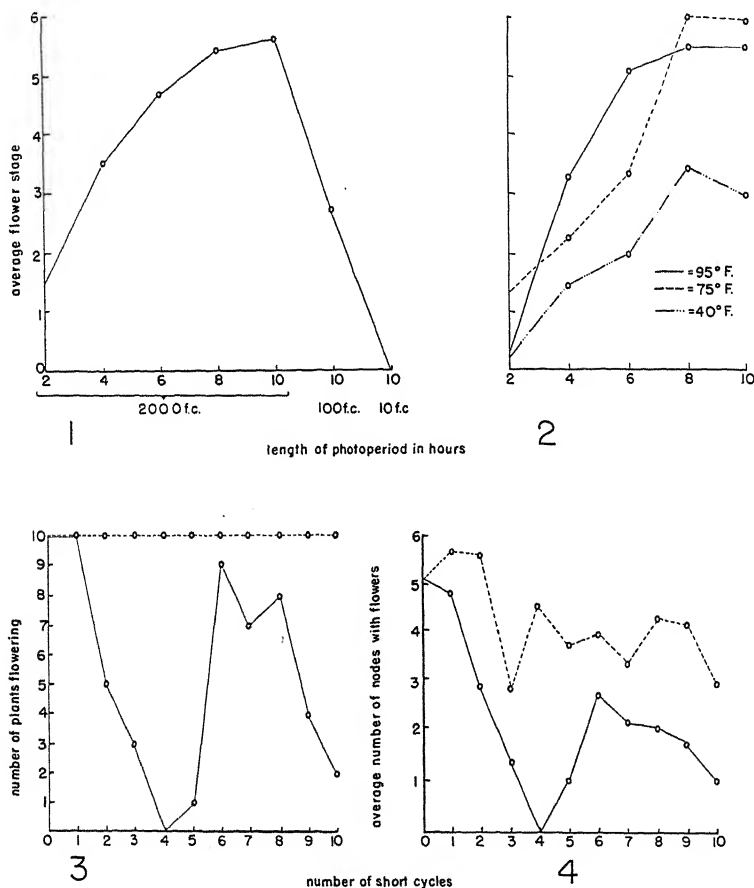 average flower stage
6
5
4
3
2
1
0
2 4 6 8 10 10 10
2000 f.c. 100 f.c. 10 f.c
1
=95° F.
=75° F.
=40° F.
2 4 6 8 10
2
length of photoperiod in hours
number of plants flowering
10
9
8
7
6
5
4
3
2
1
0 1 2 3 4 5 6 7 8 9 10
3
average number of nodes with flowers
6
5
4
3
2
1
0 1 2 3 4 5 6 7 8 9 10
4
number of short cycles